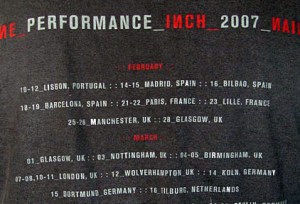 NE_PERFORMANCE_IИCH_2007_ИAIИ
FEBRUARY
10-12_LISBON, PORTUGAL :: 14-15_MADRID, SPAIN :: 16_BILBAO, SPAIN
18-19_BARCELONA, SPAIN :: 21-22_PARIS, FRANCE :: 23_LILLE, FRANCE
25-26_MANCHESTER, UK :: 28_GLASGOW, UK
MARCH
01_GLASGOW, UK :: 03_NOTTINGHAM, UK :: 04-05_BIRMINGHAM, UK
07-08,10-11_LONDON, UK :: 12_WOLVERHAMPTON, UK :: 14_KOLN, GERMANY
15_DORTMUND, GERMANY :: 16_TILBURG, NETHERLANDS